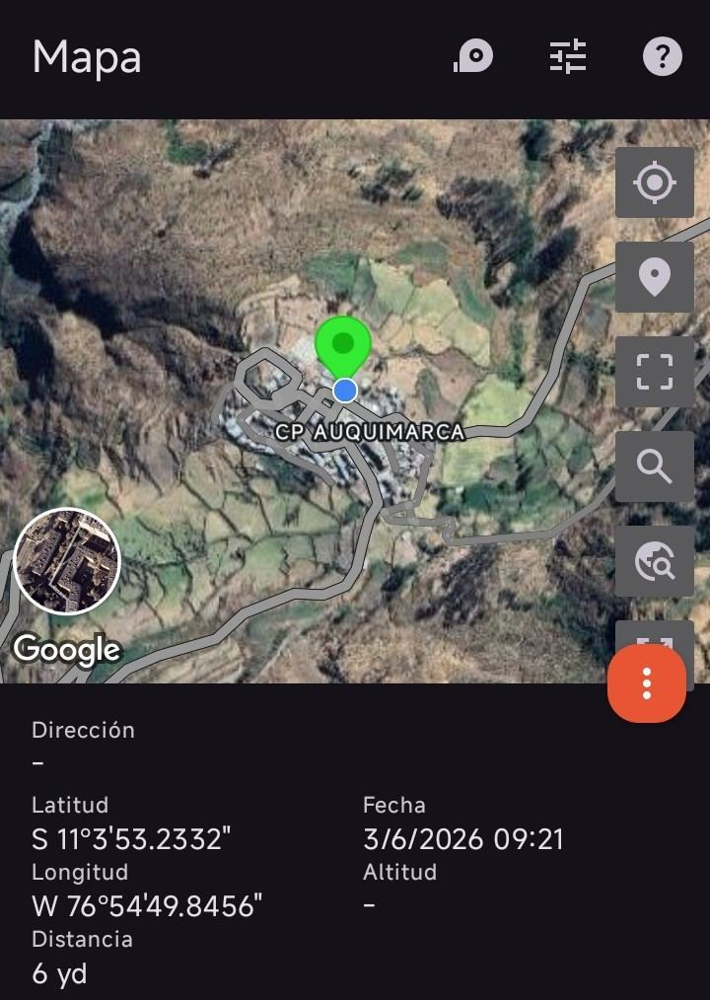 Mapa
CP AUQUIMARCA
Google
Dirección
-
Latitud
S 11°3'53.2332"
Fecha
3/6/2026 09:21
Longitud
W 76°54'49.8456"
Altitud
-
Distancia
6 yd